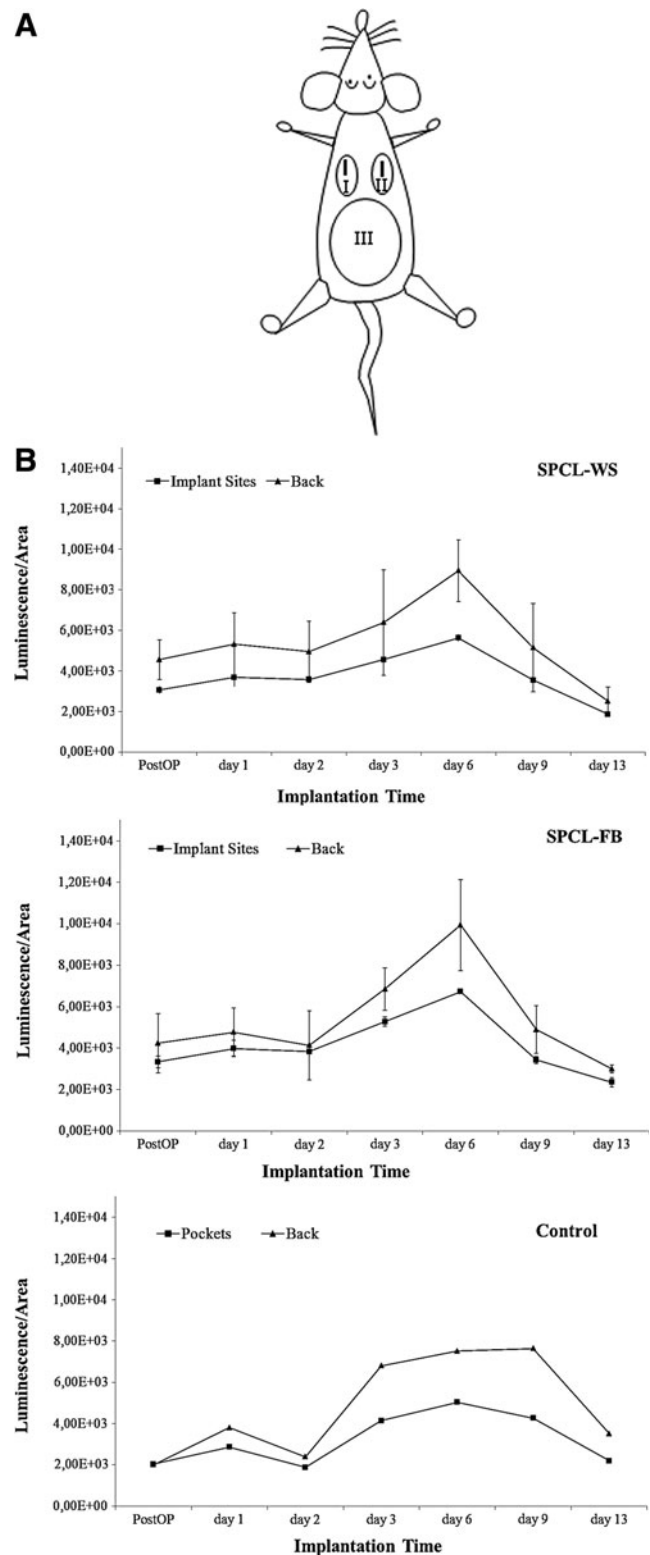 A
I
II
III
B
SPCL-WS
Implant Sites Back
Luminescence/Area
1,40E+04
1,20E+04
1,00E+04
8,00E+03
6,00E+03
4,00E+03
2,00E+03
0,00E+00
PostOP day 1 day 2 day 3 day 6 day 9 day 13
Implantation Time
SPCL-FB
Implant Sites Back
Luminescence/Area
1,40E+04
1,20E+04
1,00E+04
8,00E+03
6,00E+03
4,00E+03
2,00E+03
0,00E+00
PostOP day 1 day 2 day 3 day 6 day 9 day 13
Implantation Time
Control
Pockets Back
Luminescence/Area
1,40E+04
1,20E+04
1,00E+04
8,00E+03
6,00E+03
4,00E+03
2,00E+03
0,00E+00
PostOP day 1 day 2 day 3 day 6 day 9 day 13
Implantation Time